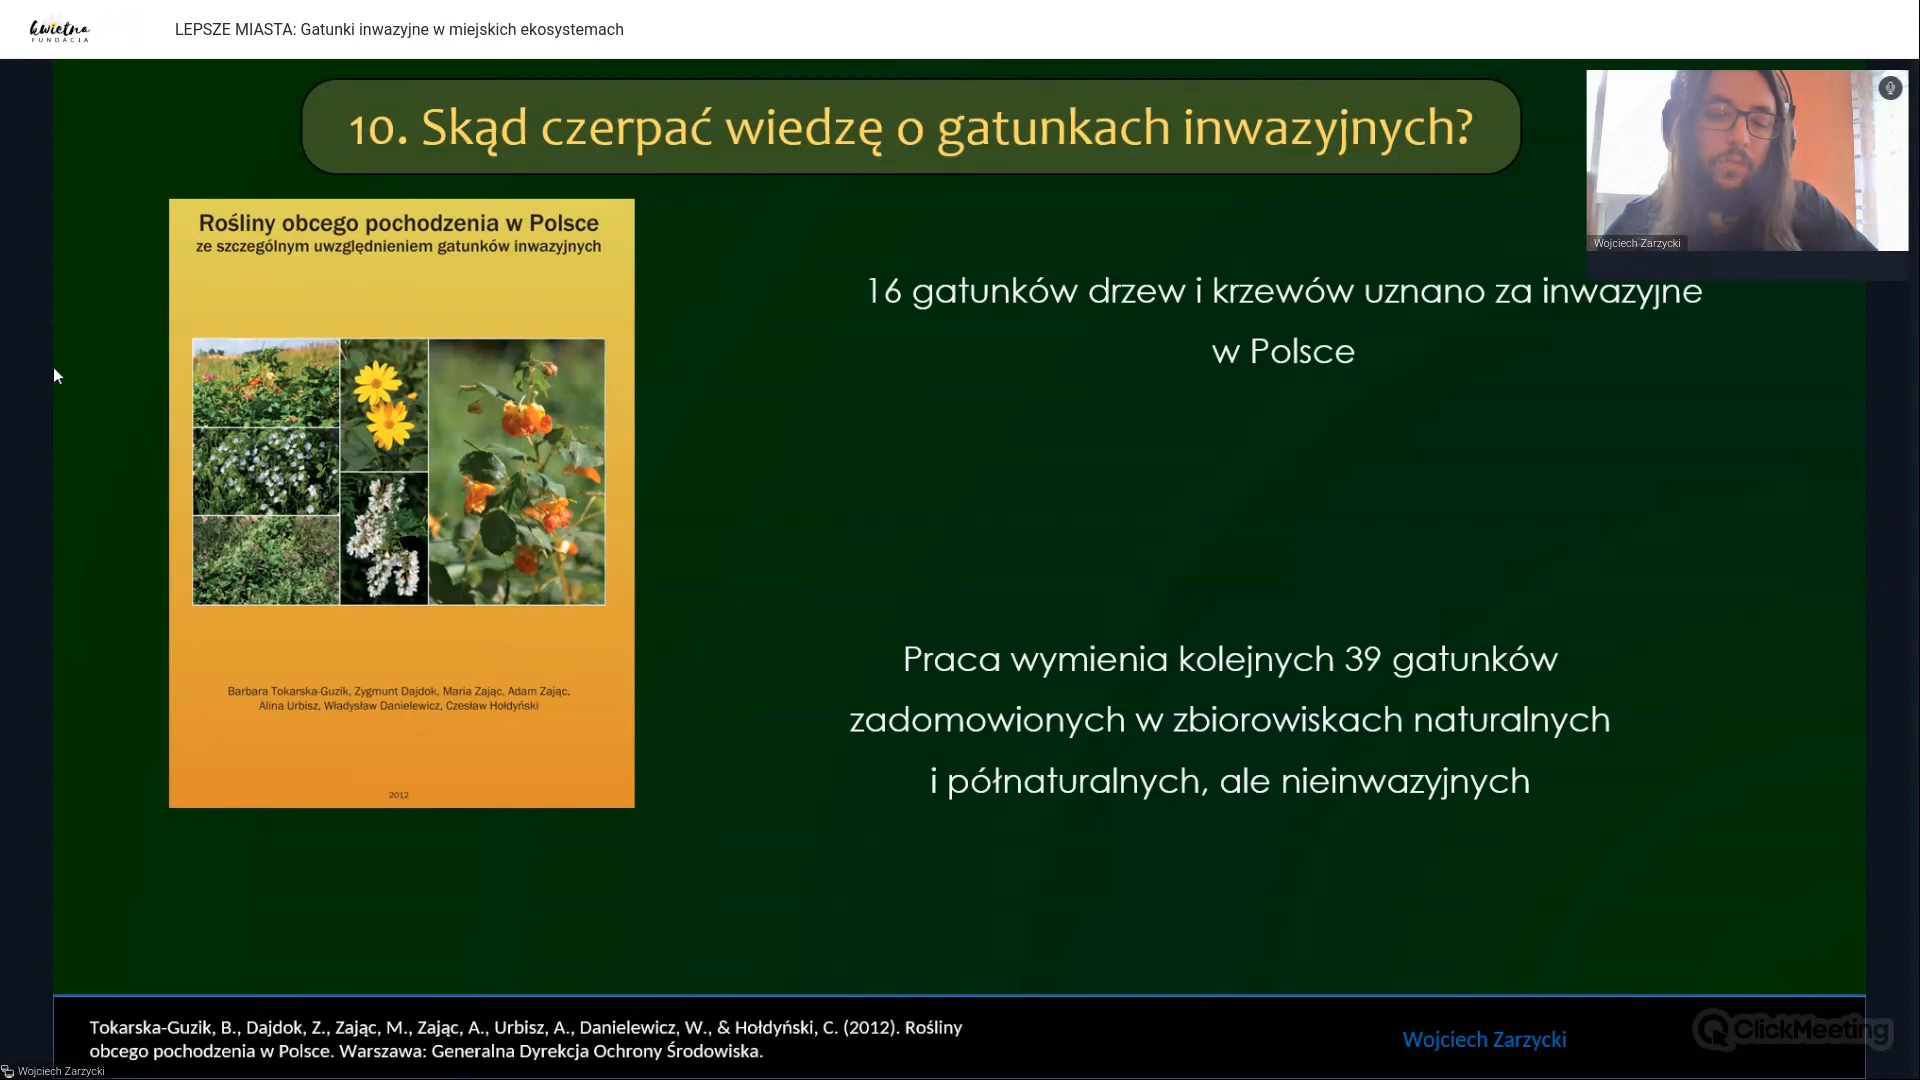 kwietna
FUNDACJA
LEPSZE MIASTA: Gatunki inwazyjne w miejskich ekosystemach
10. Skąd czerpać wiedzę o gatunkach inwazyjnych?
Wojciech Zarzycki
Rośliny obcego pochodzenia w Polsce
ze szczególnym uwzględnieniem gatunków inwazyjnych
Barbara Tokarska-Guzik, Zygmunt Dajdok, Maria Zając, Adam Zając,
Alina Urbisz, Władysław Danielewicz, Czesław Hołdyński
2012
16 gatunków drzew i krzewów uznano za inwazyjne
w Polsce
Praca wymienia kolejnych 39 gatunków
zadomowionych w zbiorowiskach naturalnych
i półnaturalnych, ale nieinwazyjnych
Tokarska-Guzik, B., Dajdok, Z., Zając, M., Zając, A., Urbisz, A., Danielewicz, W., & Hołdyński, C. (2012). Rośliny
obcego pochodzenia w Polsce. Warszawa: Generalna Dyrekcja Ochrony Środowiska.
Wojciech Zarzycki
ClickMeeting
Wojciech Zarzycki